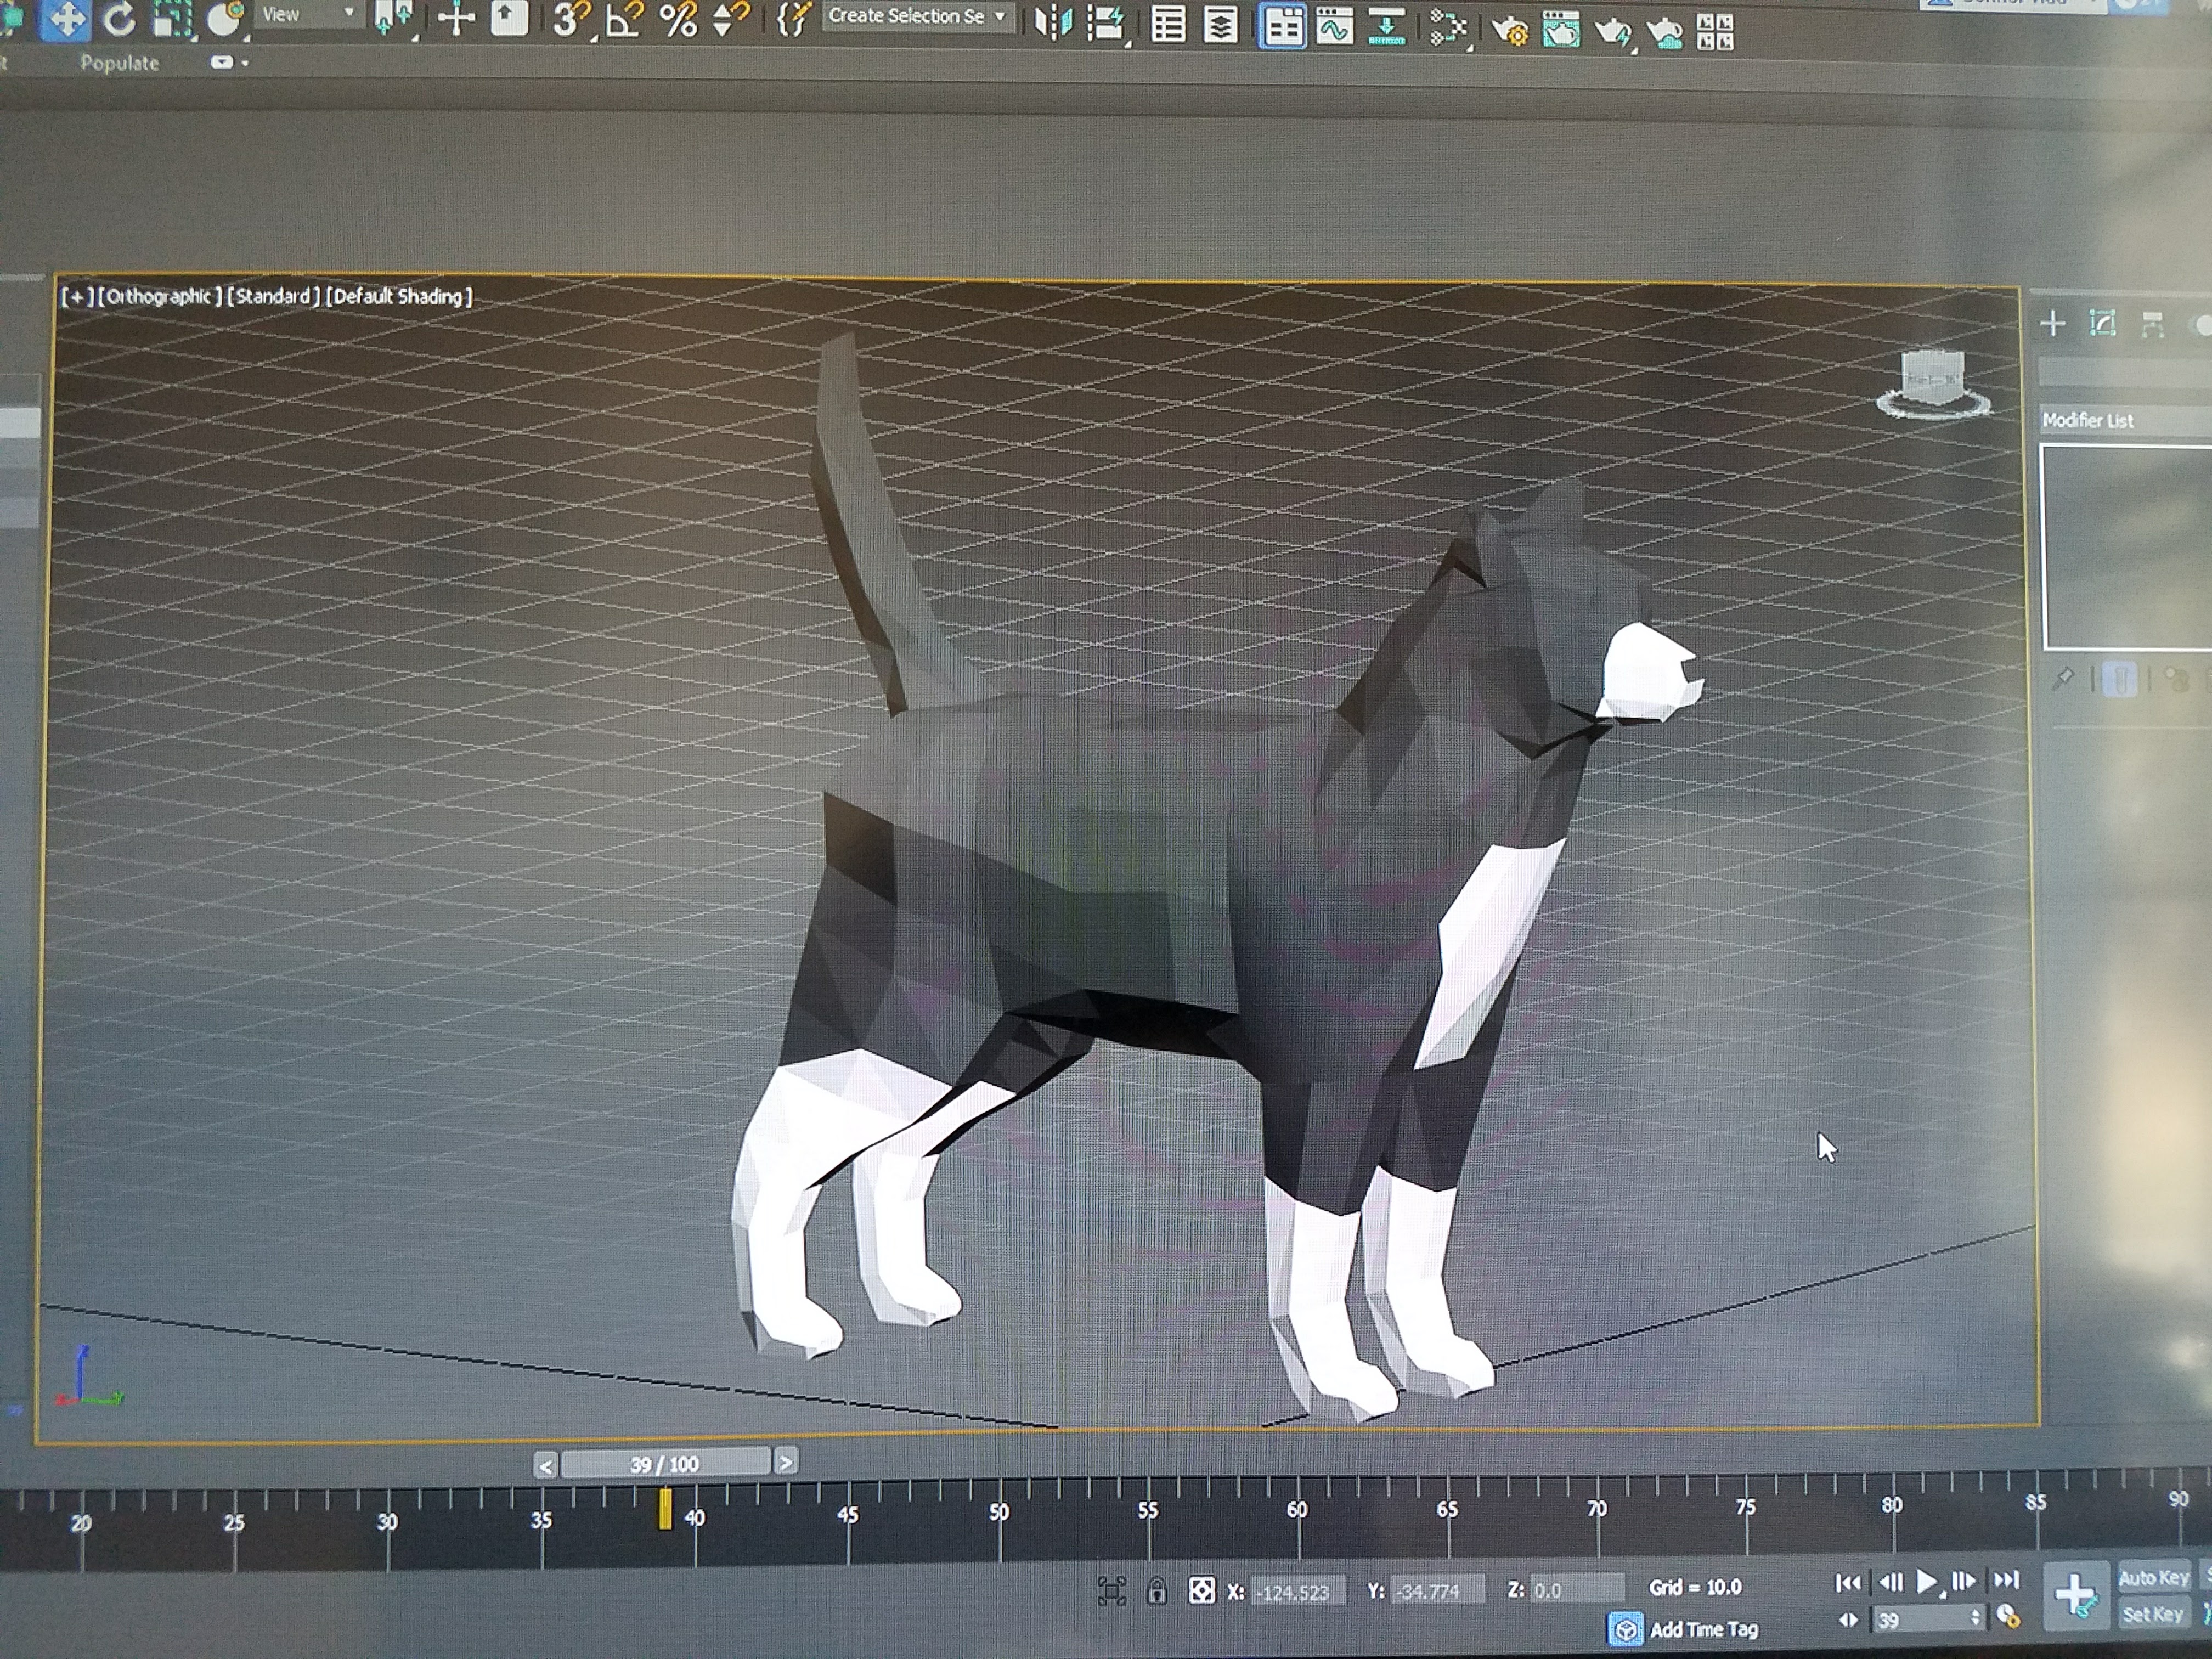 View
3
%
{}
Create Selection Se
Populate
[+] [Orthographic ] [Standard ] [Default Shading ]
Modifier List
< 39 / 100 >
20 25 30 35 40 45 50 55 60 65 70 75 80 85 90
X: -124.523 Y: -34.774 Z: 0.0 Grid = 10.0
Auto Key
39
Set Key
Add Time Tag